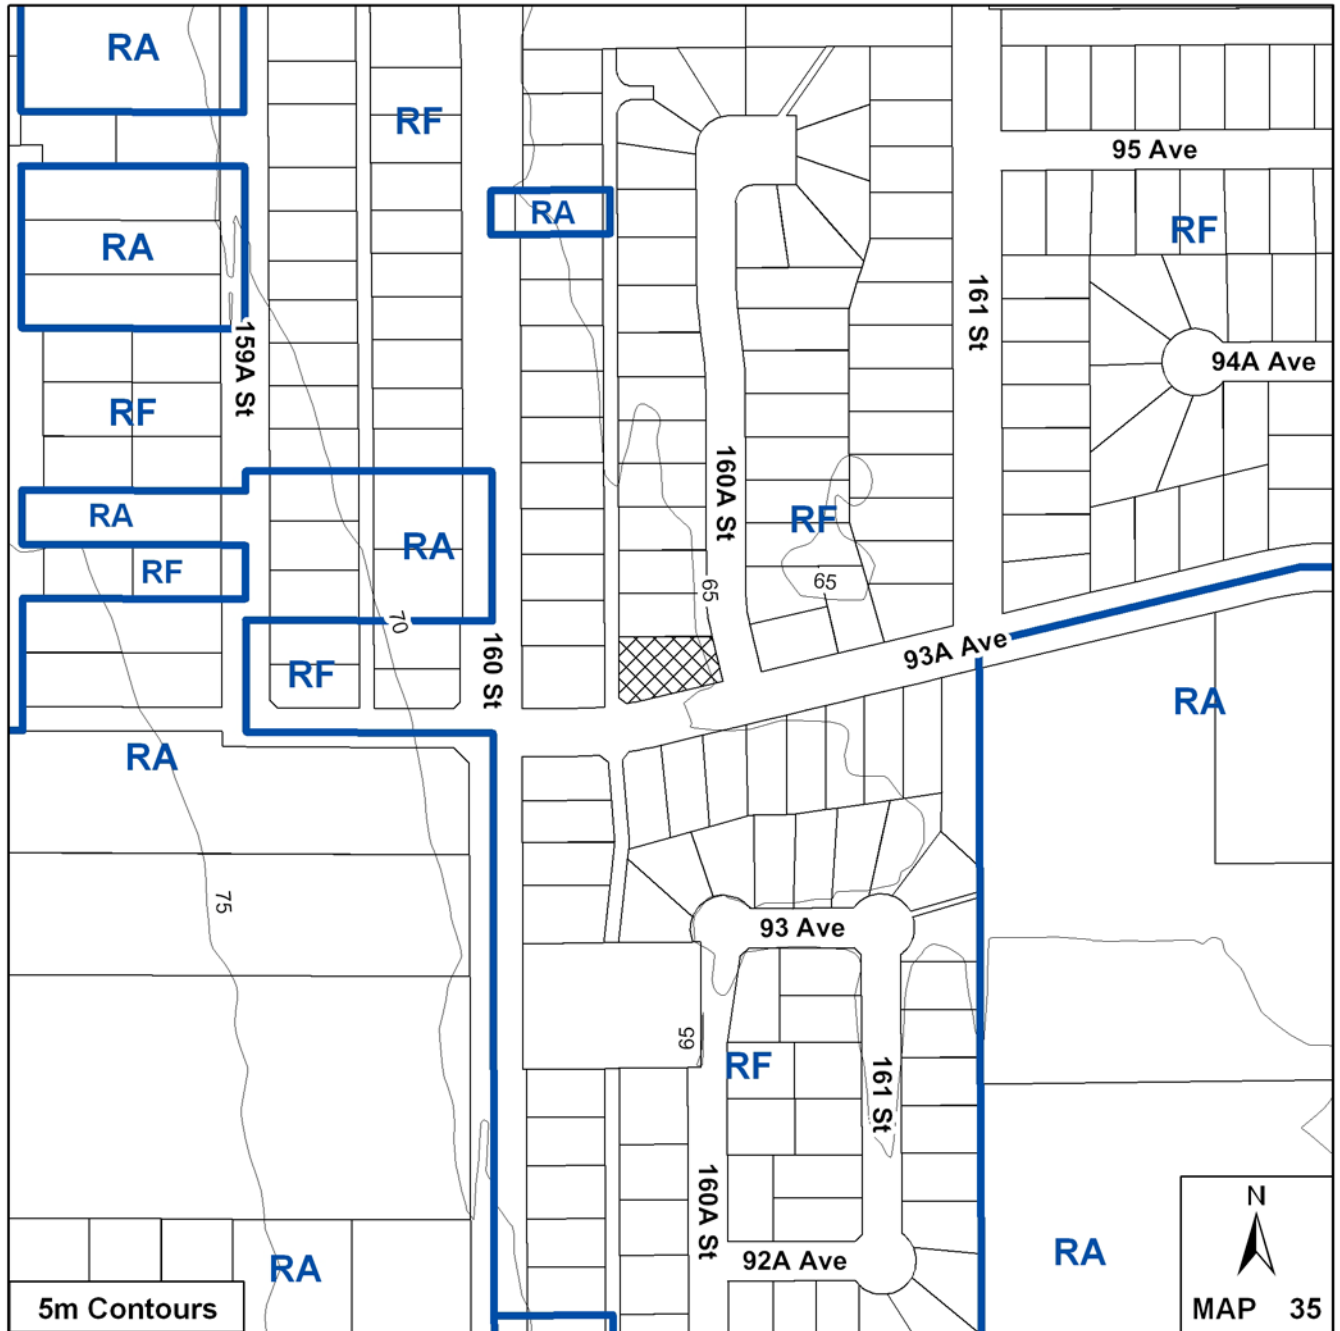 RA
RF
95 Ave
RA
RF
RA
161 St
159A St
94A Ave
RF
160A St
RA
RF
RA
RF
65
65
70
93A Ave
160 St
RF
RA
RA
75
93 Ave
65
RF
161 St
160A St
N
RA
92A Ave
RA
5m Contours
MAP 35